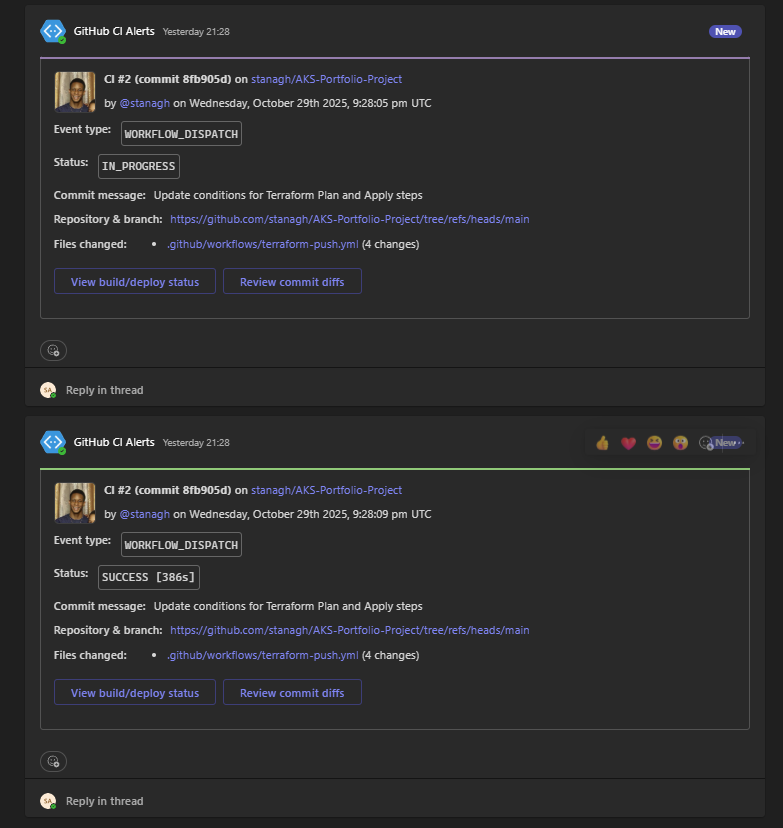 GitHub CI Alerts Yesterday 21:28 New
CI #2 (commit 8fb905d) on stanagh/AKS-Portfolio-Project
by @stanagh on Wednesday, October 29th 2025, 9:28:05 pm UTC
Event type: WORKFLOW_DISPATCH
Status: IN_PROGRESS
Commit message: Update conditions for Terraform Plan and Apply steps
Repository & branch: https://github.com/stanagh/AKS-Portfolio-Project/tree/refs/heads/main
Files changed: • .github/workflows/terraform-push.yml (4 changes)
View build/deploy status Review commit diffs
SA Reply in thread
GitHub CI Alerts Yesterday 21:28 New
CI #2 (commit 8fb905d) on stanagh/AKS-Portfolio-Project
by @stanagh on Wednesday, October 29th 2025, 9:28:09 pm UTC
Event type: WORKFLOW_DISPATCH
Status: SUCCESS [386s]
Commit message: Update conditions for Terraform Plan and Apply steps
Repository & branch: https://github.com/stanagh/AKS-Portfolio-Project/tree/refs/heads/main
Files changed: • .github/workflows/terraform-push.yml (4 changes)
View build/deploy status Review commit diffs
SA Reply in thread